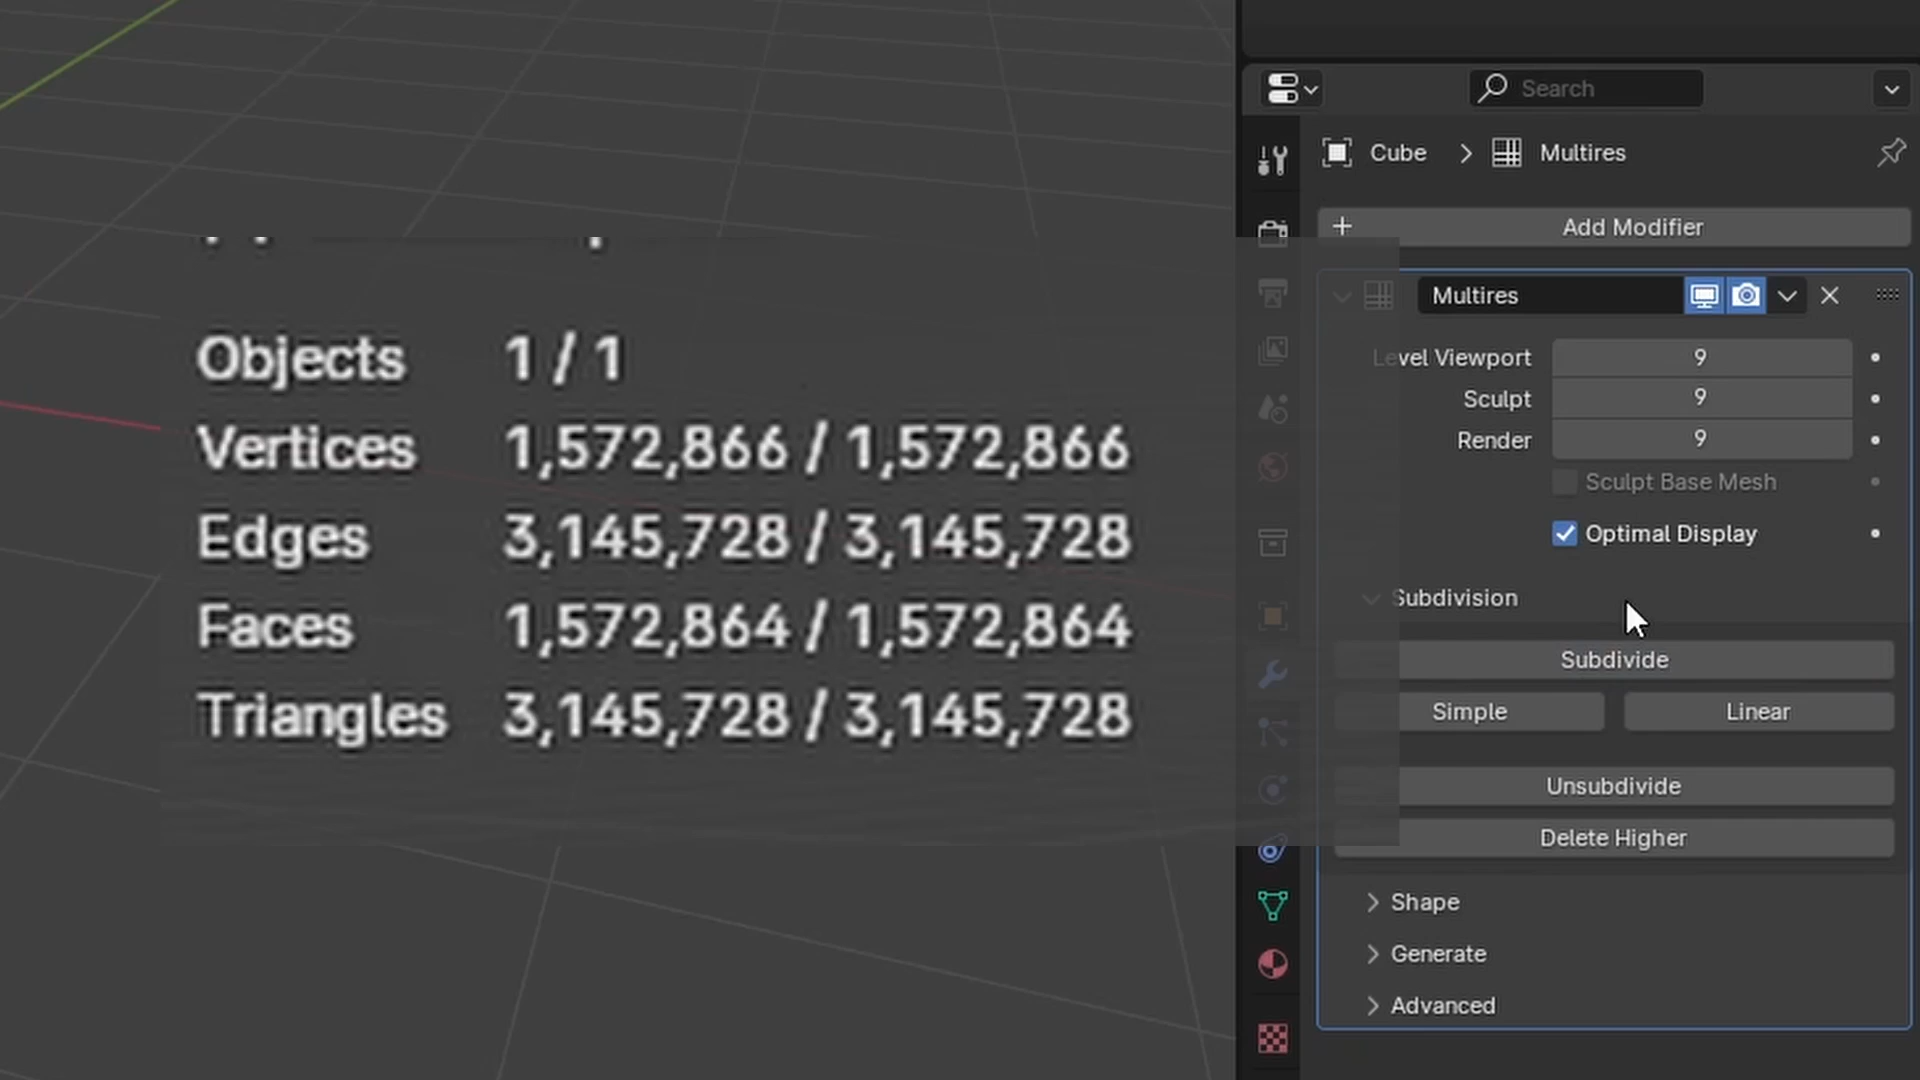 Search
Cube > Multires
+ Add Modifier
Multires
Objects 1 / 1
Vertices 1,572,866 / 1,572,866
Edges 3,145,728 / 3,145,728
Faces 1,572,864 / 1,572,864
Triangles 3,145,728 / 3,145,728
Level Viewport 9
Sculpt 9
Render 9
Sculpt Base Mesh
Optimal Display
Subdivision
Subdivide
Simple Linear
Unsubdivide
Delete Higher
Shape
Generate
Advanced